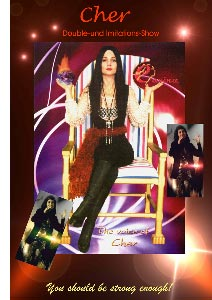 Cher
Double-und Imitations-Show
The voice of
Cher
You should be strong enough!